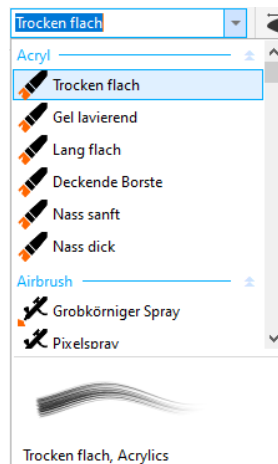 Trocken flach
Acryl
Trocken flach
Gel lavierend
Lang flach
Deckende Borste
Nass sanft
Nass dick
Airbrush
Grobkörniger Spray
Pixelspray
Trocken flach, Acrylics